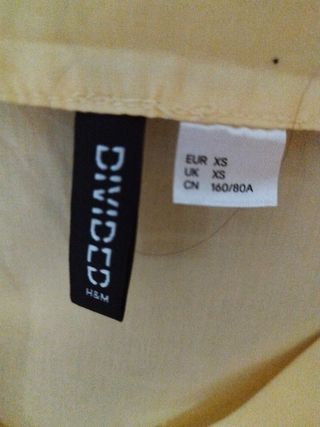 DIVIDED
H&M
EUR XS
UK XS
CN 160/80A